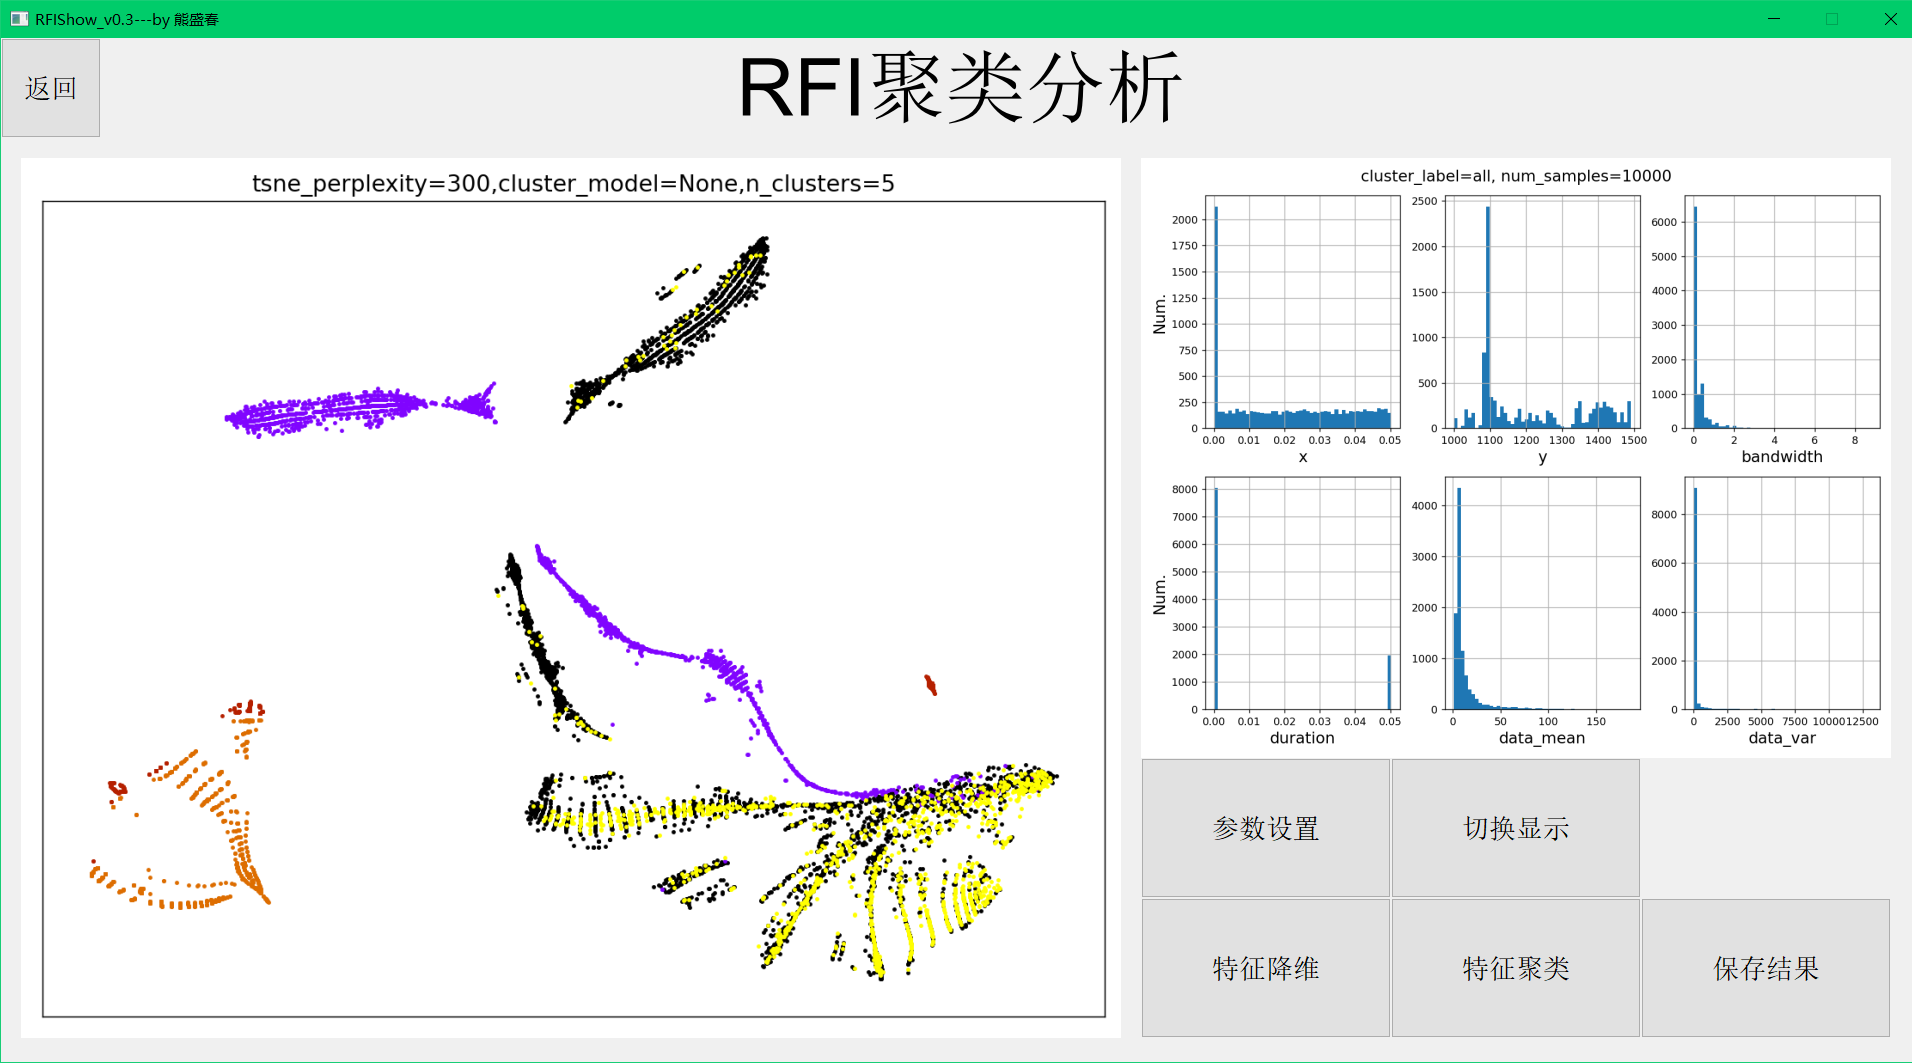 RFIShow_v0.3---by 熊盛春
返回
RFI聚类分析
tsne_perplexity=300,cluster_model=None,n_clusters=5
cluster_label=all, num_samples=10000
Num.
2000
1750
1500
1250
1000
750
500
250
0
0.00 0.01 0.02 0.03 0.04 0.05
x
2500
2000
1500
1000
500
0
1000 1100 1200 1300 1400 1500
y
6000
5000
4000
3000
2000
1000
0
0 2 4 6 8
bandwidth
Num.
8000
7000
6000
5000
4000
3000
2000
1000
0
0.00 0.01 0.02 0.03 0.04 0.05
duration
4000
3000
2000
1000
0
0 50 100 150
data_mean
8000
6000
4000
2000
0
0 2500 5000 7500 10000 12500
data_var
参数设置 切换显示
特征降维 特征聚类 保存结果